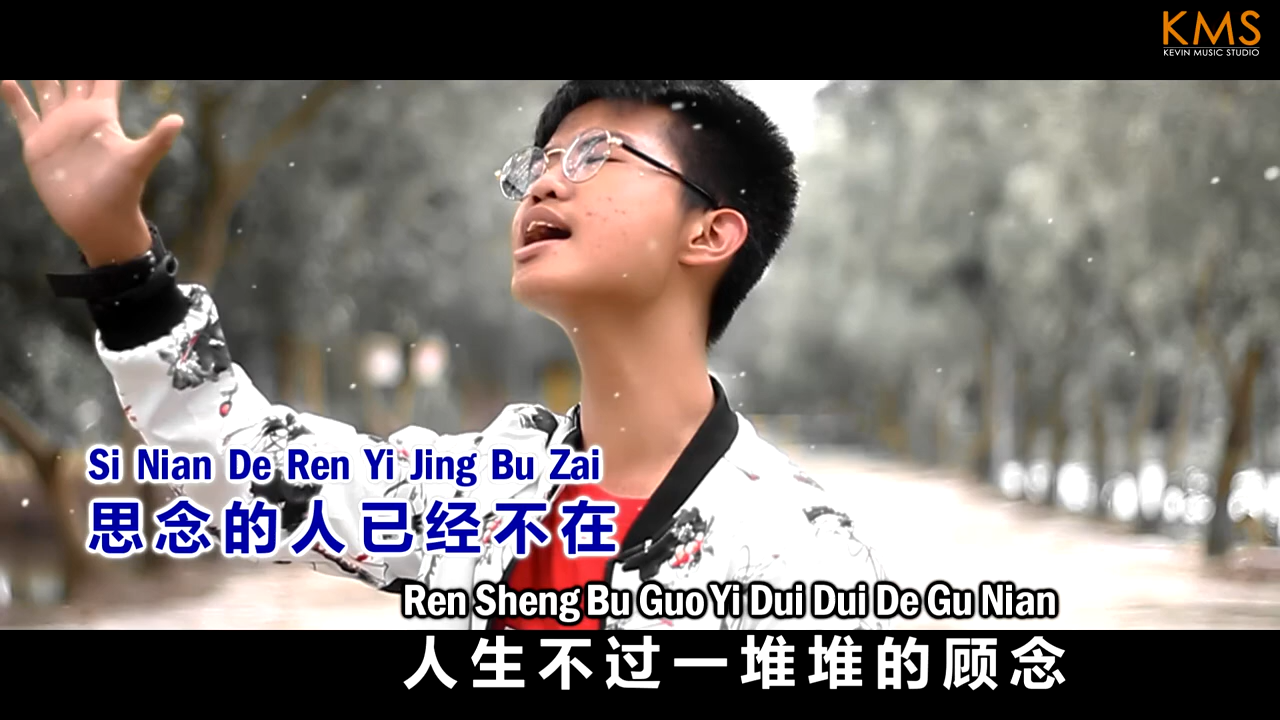 KMS
KEVIN MUSIC STUDIO
Si Nian De Ren Yi Jing Bu Zai
思念的人已经不在
Ren Sheng Bu Guo Yi Dui Dui De Gu Nian
人生不过一堆堆的顾念